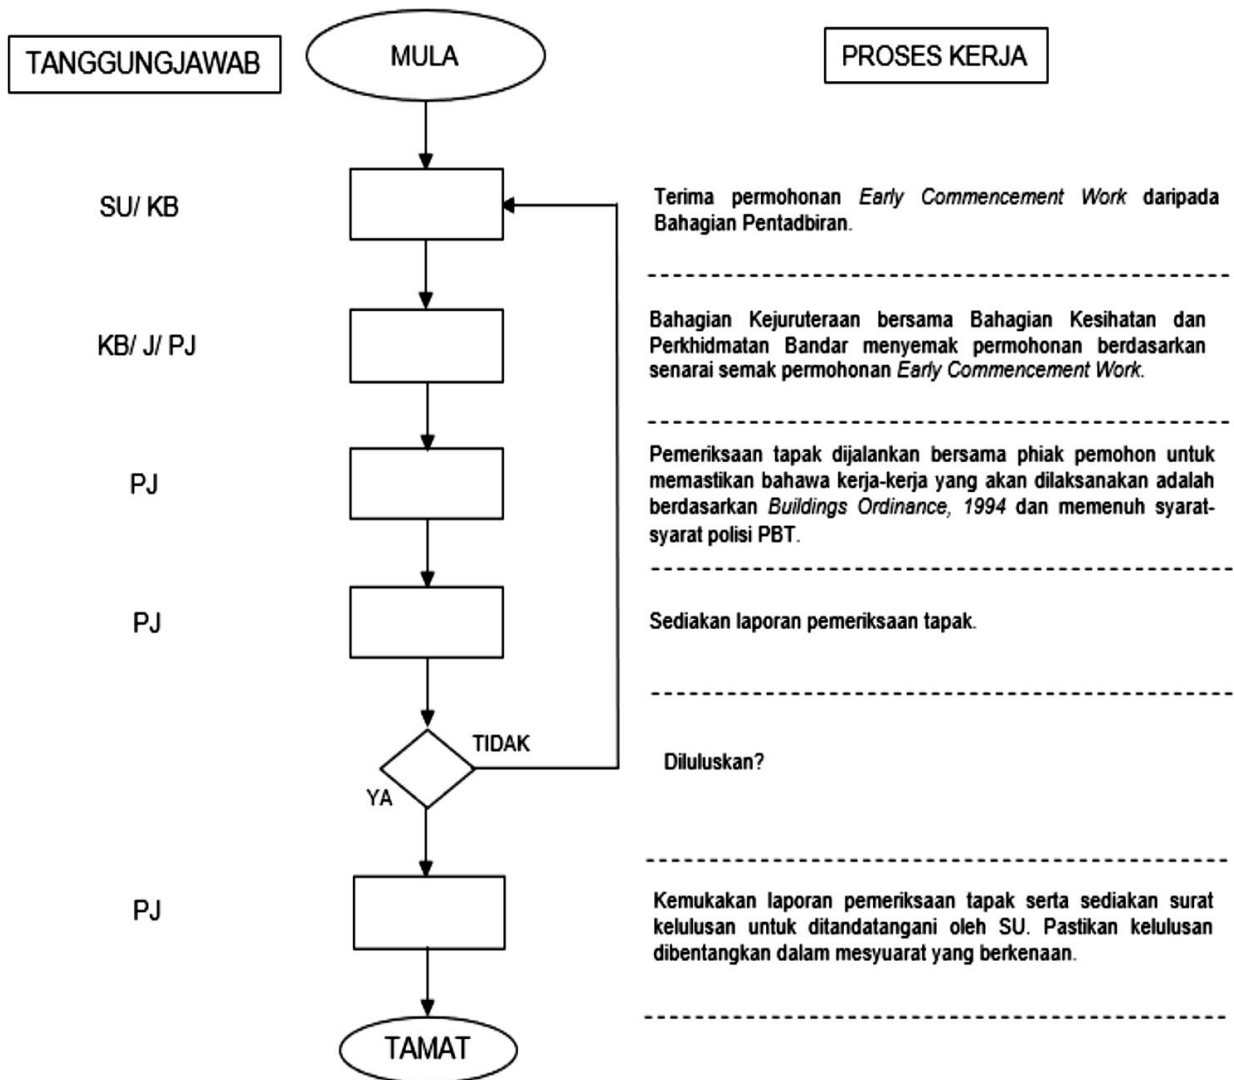 TANGGUNGJAWAB
MULA
PROSES KERJA
SU/ KB
Terima permohonan Early Commencement Work daripada
Bahagian Pentadbiran.
KB/ J/ PJ
Bahagian Kejuruteraan bersama Bahagian Kesihatan dan
Perkhidmatan Bandar menyemak permohonan berdasarkan
senarai semak permohonan Early Commencement Work.
PJ
Pemeriksaan tapak dijalankan bersama phiak pemohon untuk
memastikan bahawa kerja-kerja yang akan dilaksanakan adalah
berdasarkan Buildings Ordinance, 1994 dan memenuh syarat-
syarat polisi PBT.
PJ
Sediakan laporan pemeriksaan tapak.
TIDAK
YA
Diluluskan?
PJ
Kemukakan laporan pemeriksaan tapak serta sediakan surat
kelulusan untuk ditandatangani oleh SU. Pastikan kelulusan
dibentangkan dalam mesyuarat yang berkenaan.
TAMAT